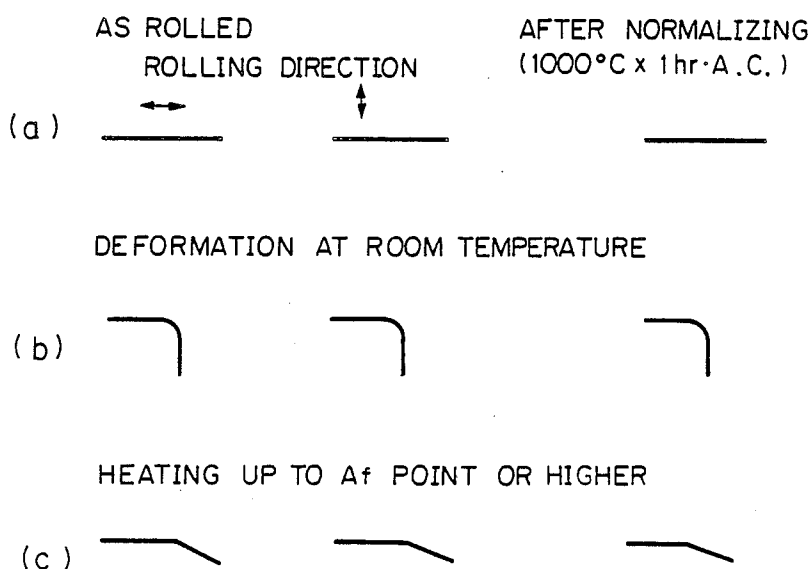 AS ROLLED
ROLLING DIRECTION
AFTER NORMALIZING
(1000°C x 1hr·A.C.)
(a)
DEFORMATION AT ROOM TEMPERATURE
(b)
HEATING UP TO Af POINT OR HIGHER
(c)